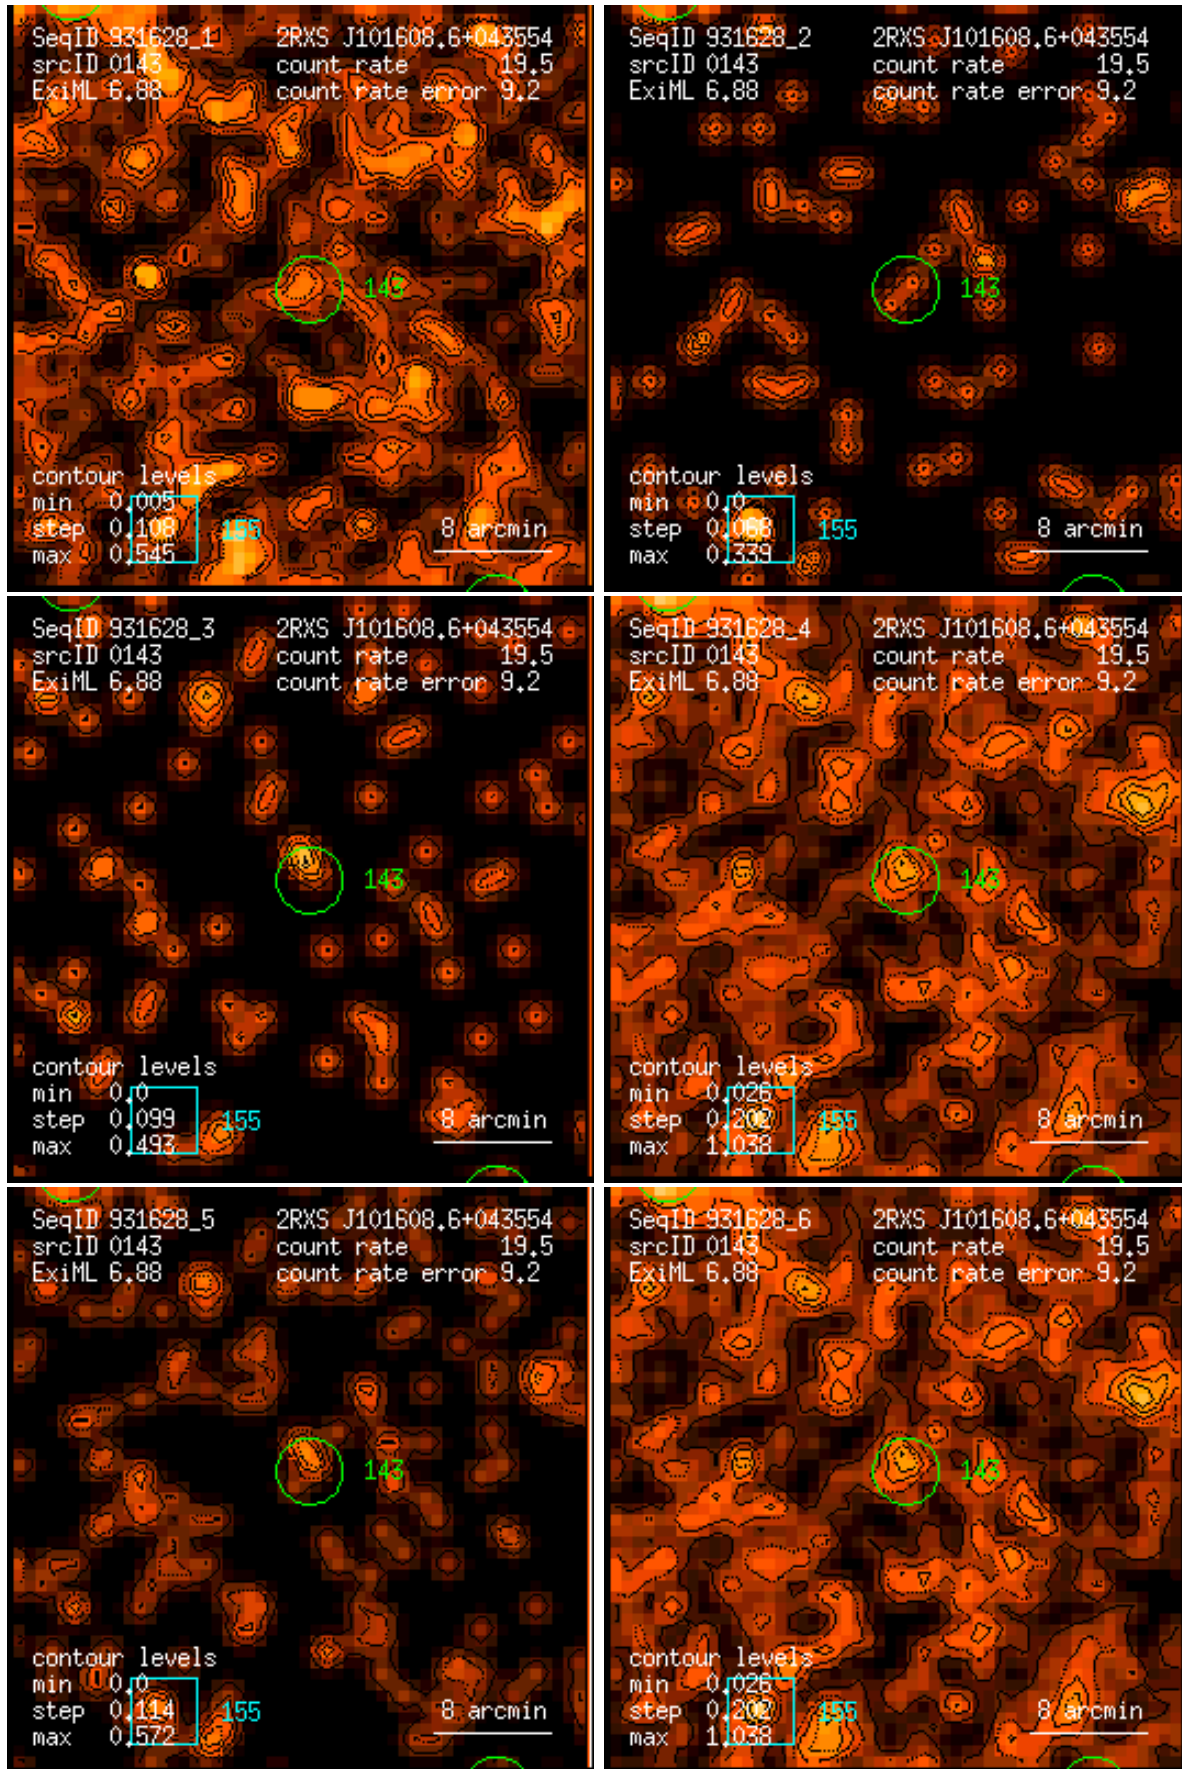 SeqID 931628_1 2RXS J101608.6+043554
srcID 0143 count rate 19.5
ExiML 6.88 count rate error 9.2
143
contour levels
min 0.005
step 0.108 155 8 arcmin
max 0.545
SeqID 931628_2 2RXS J101608.6+043554
srcID 0143 count rate 19.5
ExiML 6.88 count rate error 9.2
143
contour levels
min 0.0
step 0.068 155 8 arcmin
max 0.339
SeqID 931628_3 2RXS J101608.6+043554
srcID 0143 count rate 19.5
ExiML 6.88 count rate error 9.2
143
contour levels
min 0.0
step 0.099 155 8 arcmin
max 0.493
SeqID 931628_4 2RXS J101608.6+043554
srcID 0143 count rate 19.5
ExiML 6.88 count rate error 9.2
143
contour levels
min 0.026
step 0.202 155 8 arcmin
max 1.038
SeqID 931628_5 2RXS J101608.6+043554
srcID 0143 count rate 19.5
ExiML 6.88 count rate error 9.2
143
contour levels
min 0.0
step 0.114 155 8 arcmin
max 0.572
SeqID 931628_6 2RXS J101608.6+043554
srcID 0143 count rate 19.5
ExiML 6.88 count rate error 9.2
143
contour levels
min 0.026
step 0.202 155 8 arcmin
max 1.038